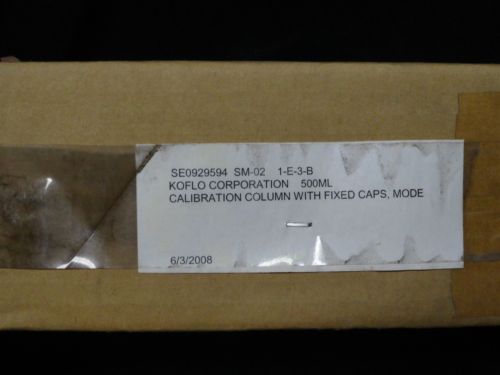 SE0929594 SM-02 1-E-3-B
KOFLO CORPORATION 500ML
CALIBRATION COLUMN WITH FIXED CAPS, MODE
6/3/2008